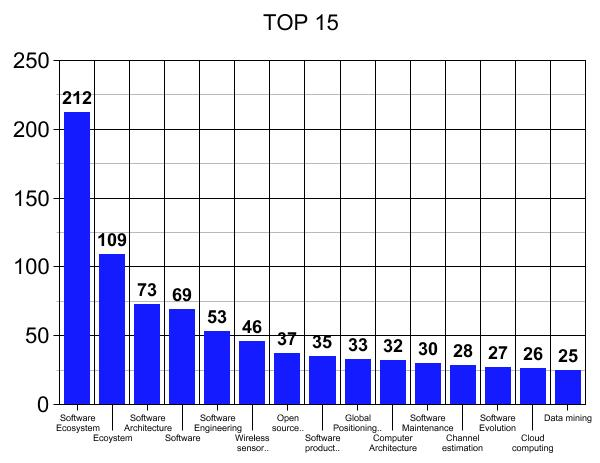 TOP 15
250
200
150
100
50
0
212
109
73
69
53
46
37
35
33
32
30
28
27
26
25
Software
Ecosystem
Ecoystem
Software
Architecture
Software
Software
Engineering
Wireless
sensor..
Open
source..
Software
product..
Global
Positioning..
Computer
Architecture
Software
Maintenance
Channel
estimation
Software
Evolution
Cloud
computing
Data mining